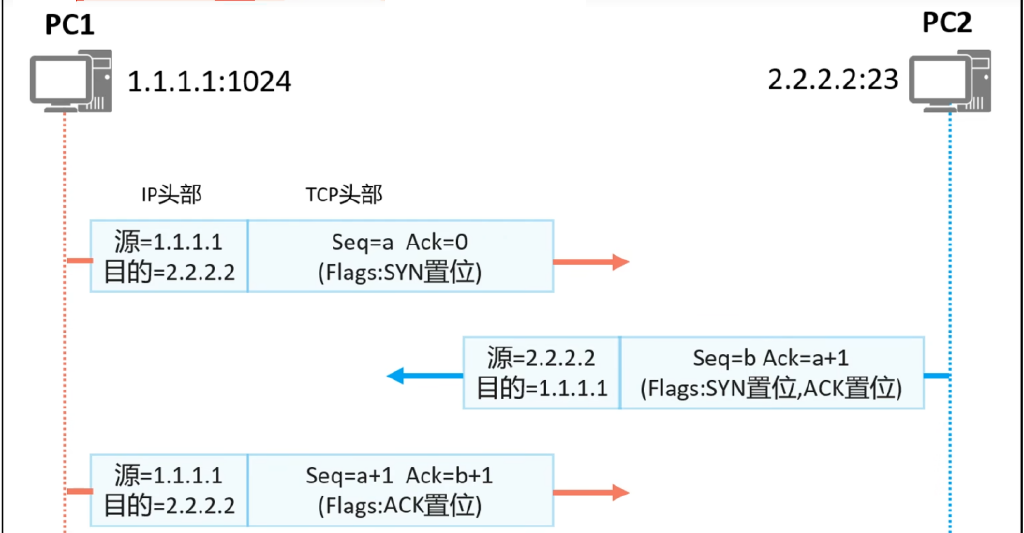 PC1
PC2
1.1.1.1:1024
2.2.2.2:23
IP头部
TCP头部
源=1.1.1.1
目的=2.2.2.2
Seq=a Ack=0
(Flags:SYN置位)
源=2.2.2.2
目的=1.1.1.1
Seq=b Ack=a+1
(Flags:SYN置位,ACK置位)
源=1.1.1.1
目的=2.2.2.2
Seq=a+1 Ack=b+1
(Flags:ACK置位)